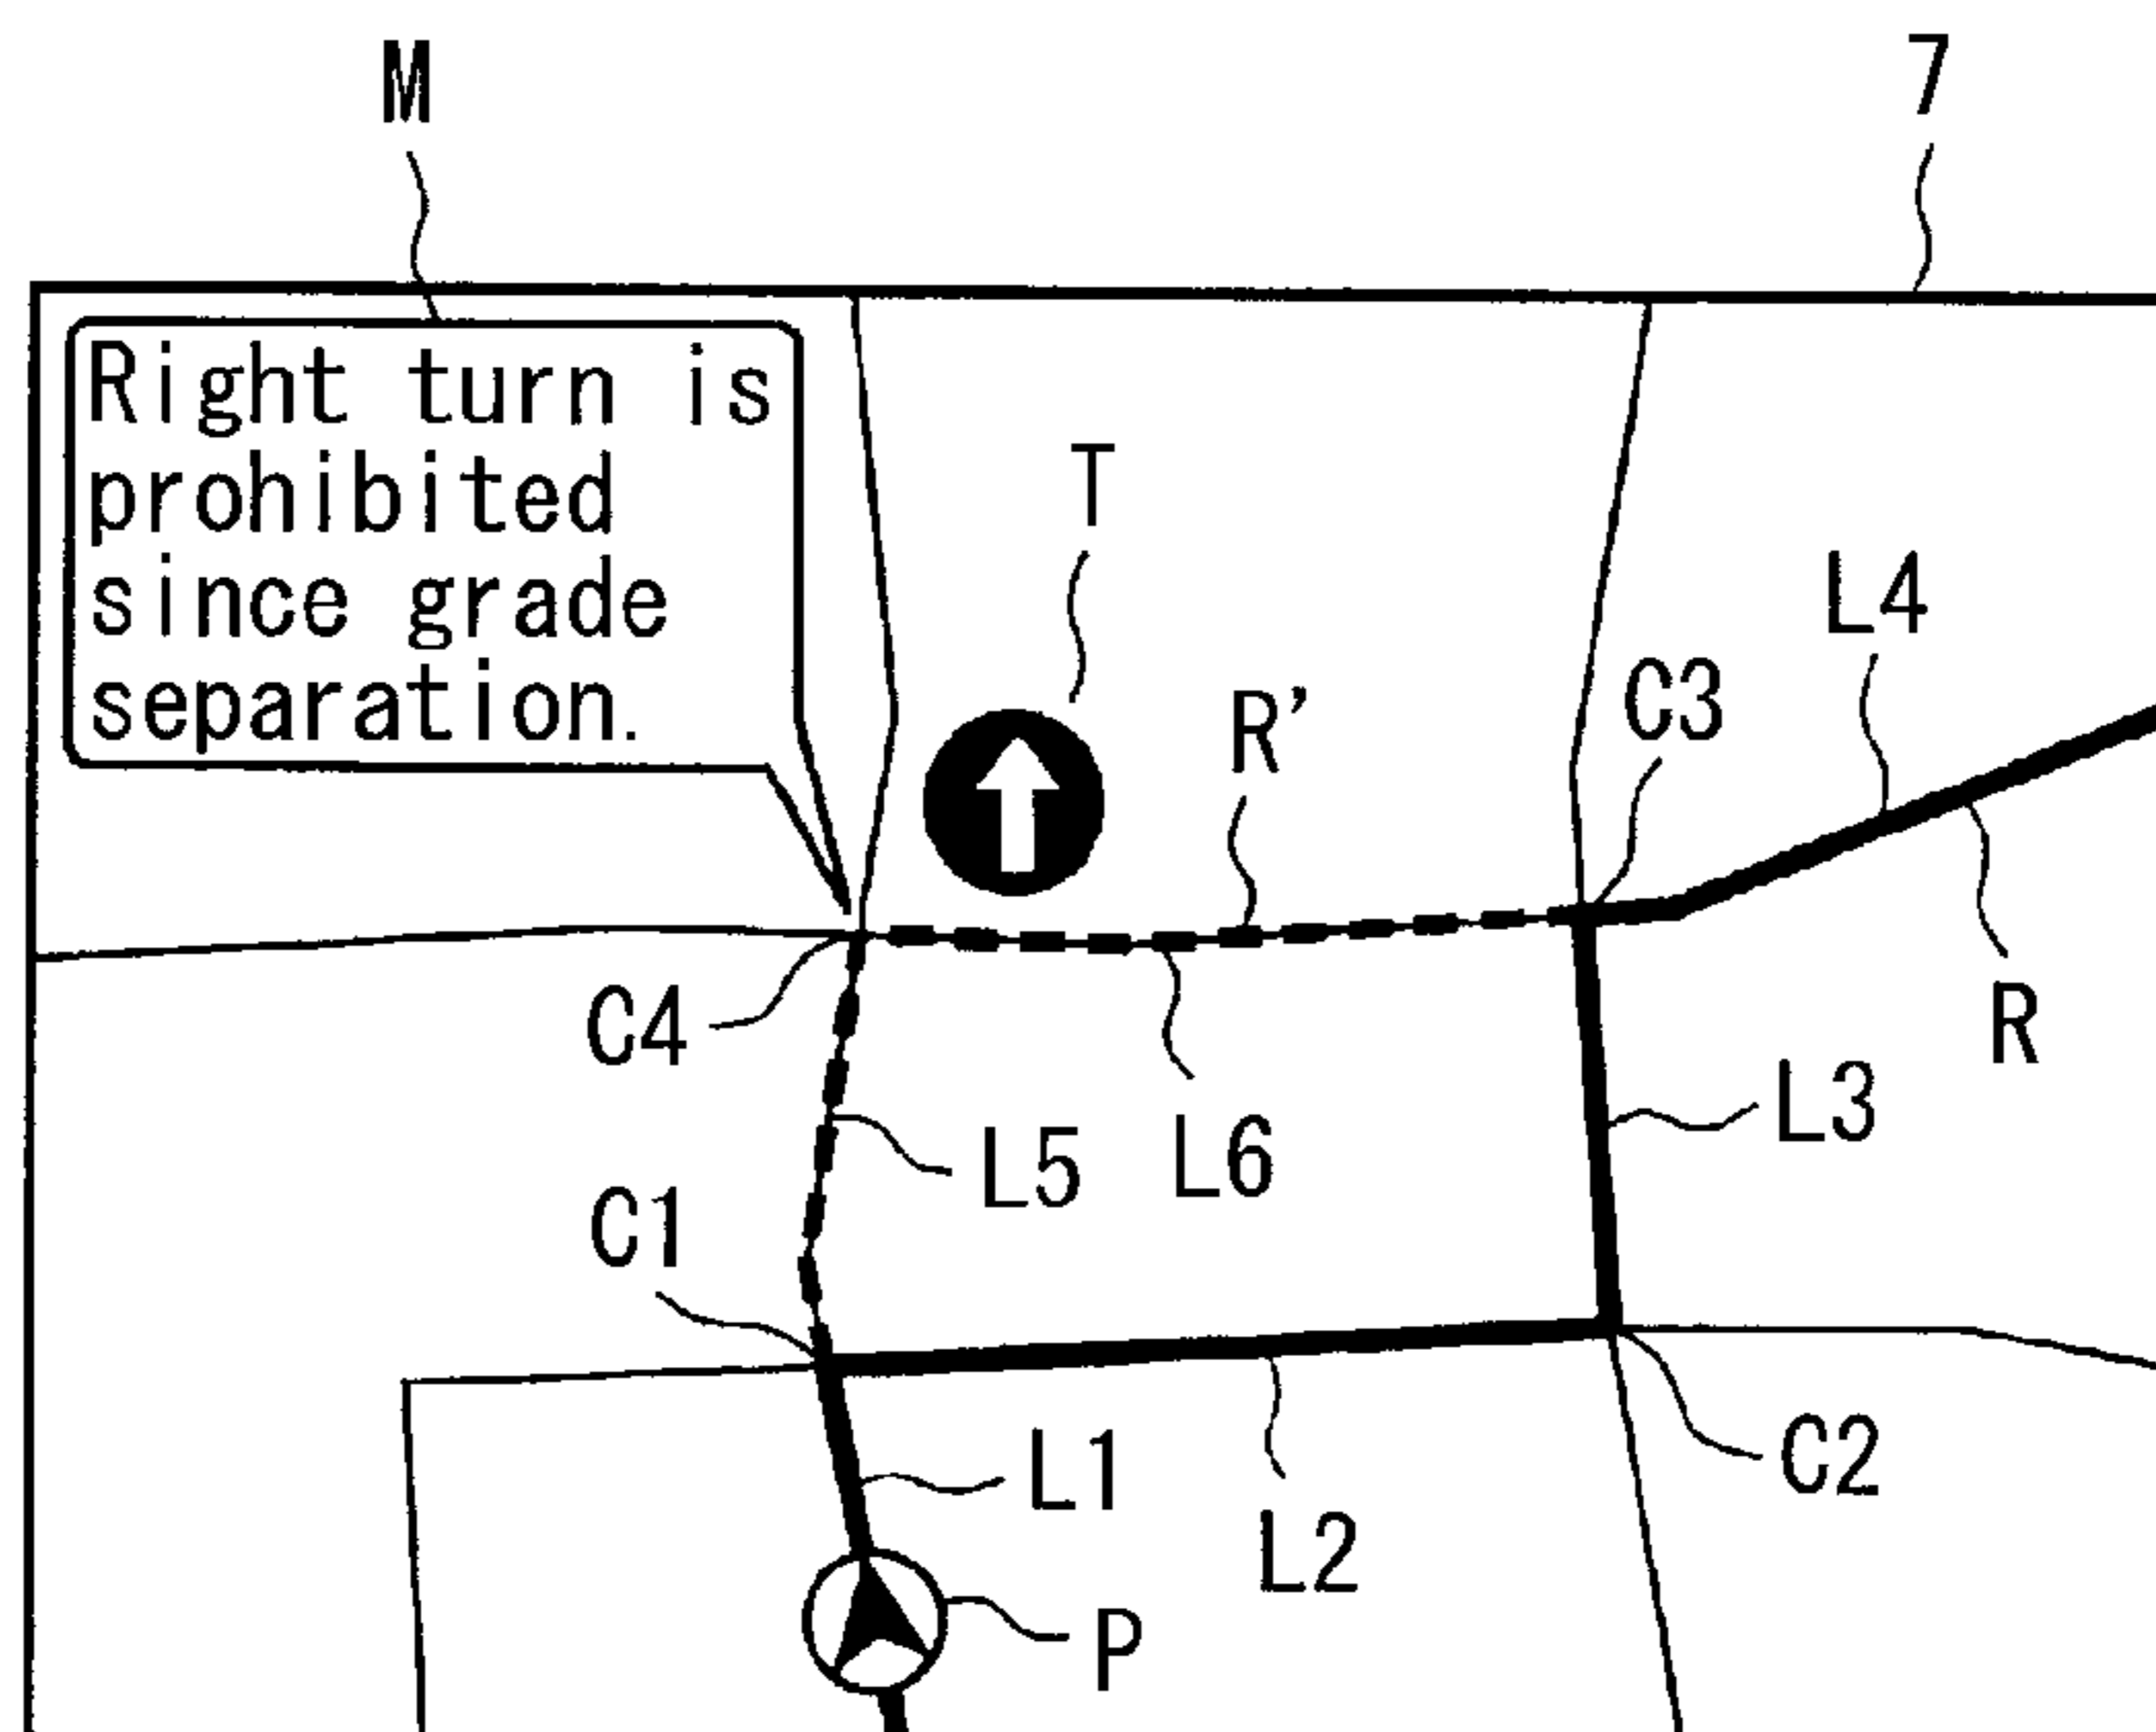 M
7
Right turn is
prohibited
since grade
separation.
T
R'
L4
C3
C4
R
L3
L5
L6
C1
L1
C2
L2
P